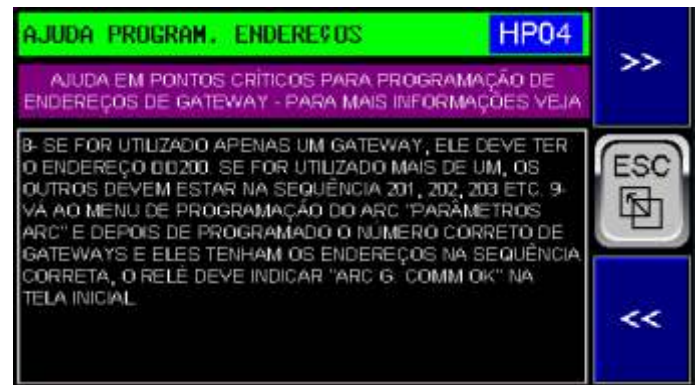 AJUDA PROGRAM. ENDEREÇOS
HP04
>>
AJUDA EM PONTOS CRÍTICOS PARA PROGRAMAÇÃO DE
ENDEREÇOS DE GATEWAY - PARA MAIS INFORMAÇÕES VEJA
8- SE FOR UTILIZADO APENAS UM GATEWAY, ELE DEVE TER
O ENDEREÇO 00200. SE FOR UTILIZADO MAIS DE UM, OS
OUTROS DEVEM ESTAR NA SEQUÊNCIA 201, 202, 203 ETC. 9-
VÁ AO MENU DE PROGRAMAÇÃO DO ARC "PARÂMETROS
ARC" E DEPOIS DE PROGRAMADO O NÚMERO CORRETO DE
GATEWAYS E ELES TENHAM OS ENDEREÇOS NA SEQUÊNCIA
CORRETA, O RELÉ DEVE INDICAR "ARC G. COMM OK" NA
TELA INICIAL.
ESC
<<